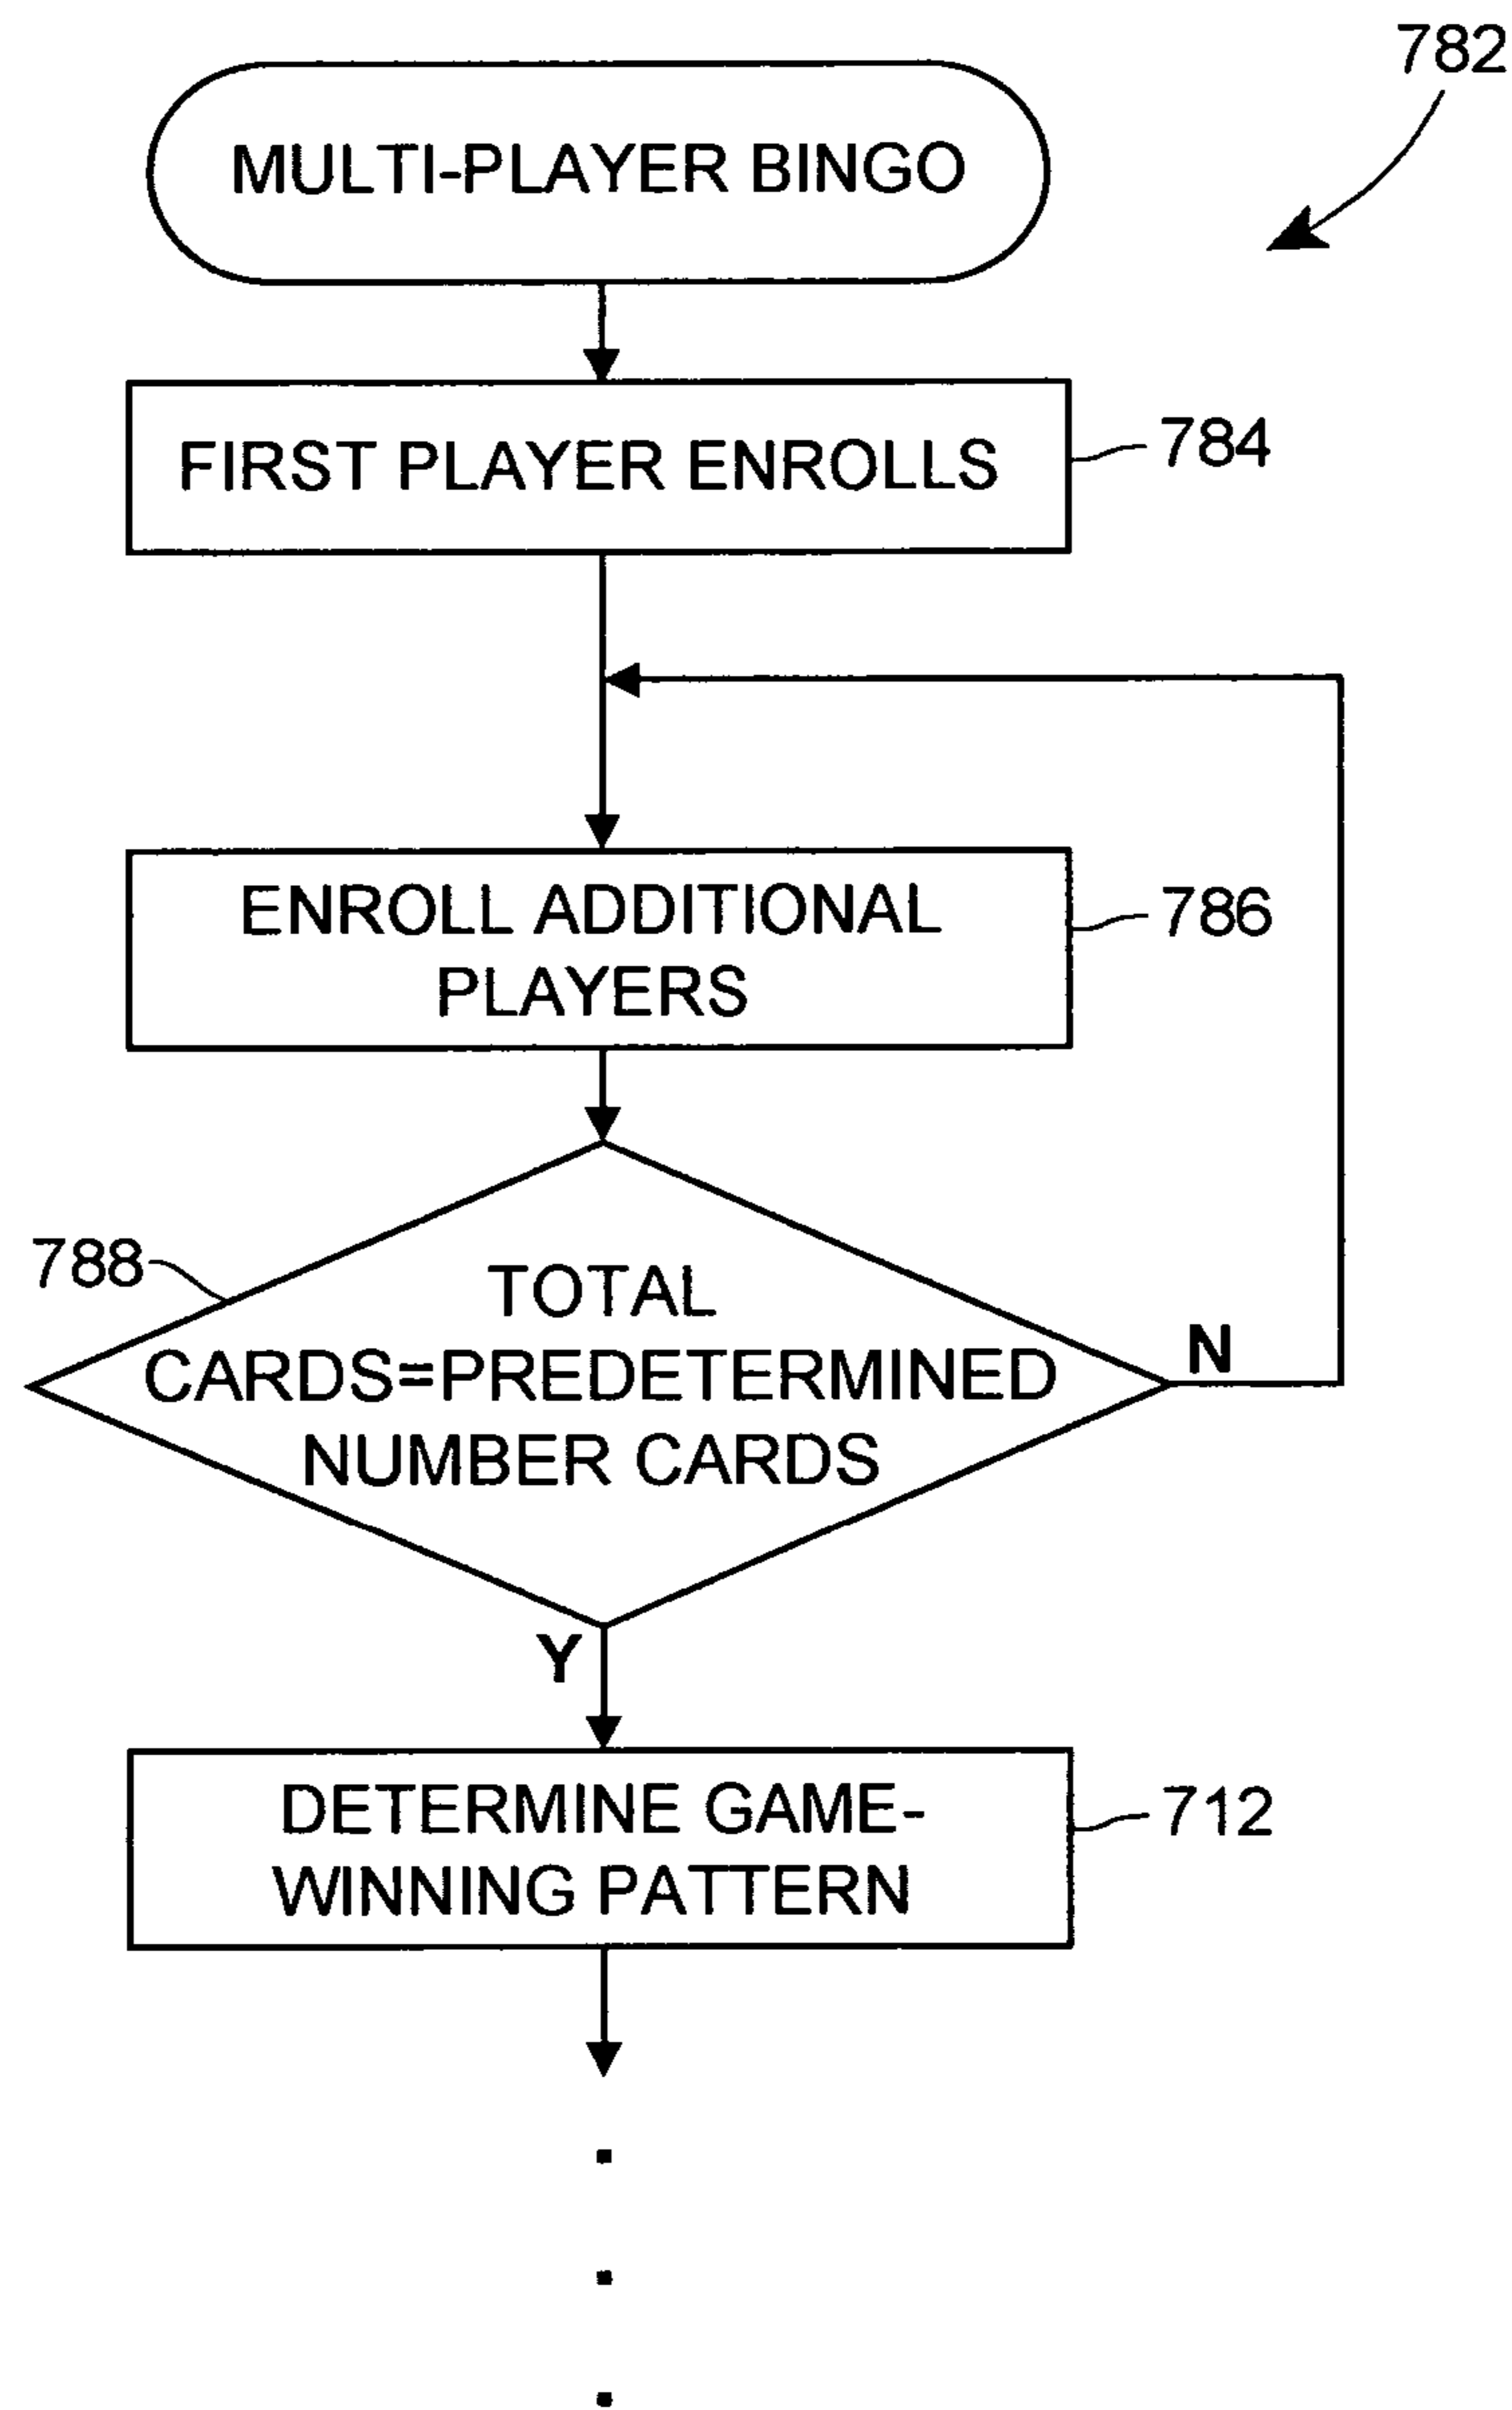 782
MULTI-PLAYER BINGO
FIRST PLAYER ENROLLS
784
ENROLL ADDITIONAL
PLAYERS
786
788
TOTAL
CARDS=PREDETERMINED
NUMBER CARDS
N
Y
DETERMINE GAME-
WINNING PATTERN
712